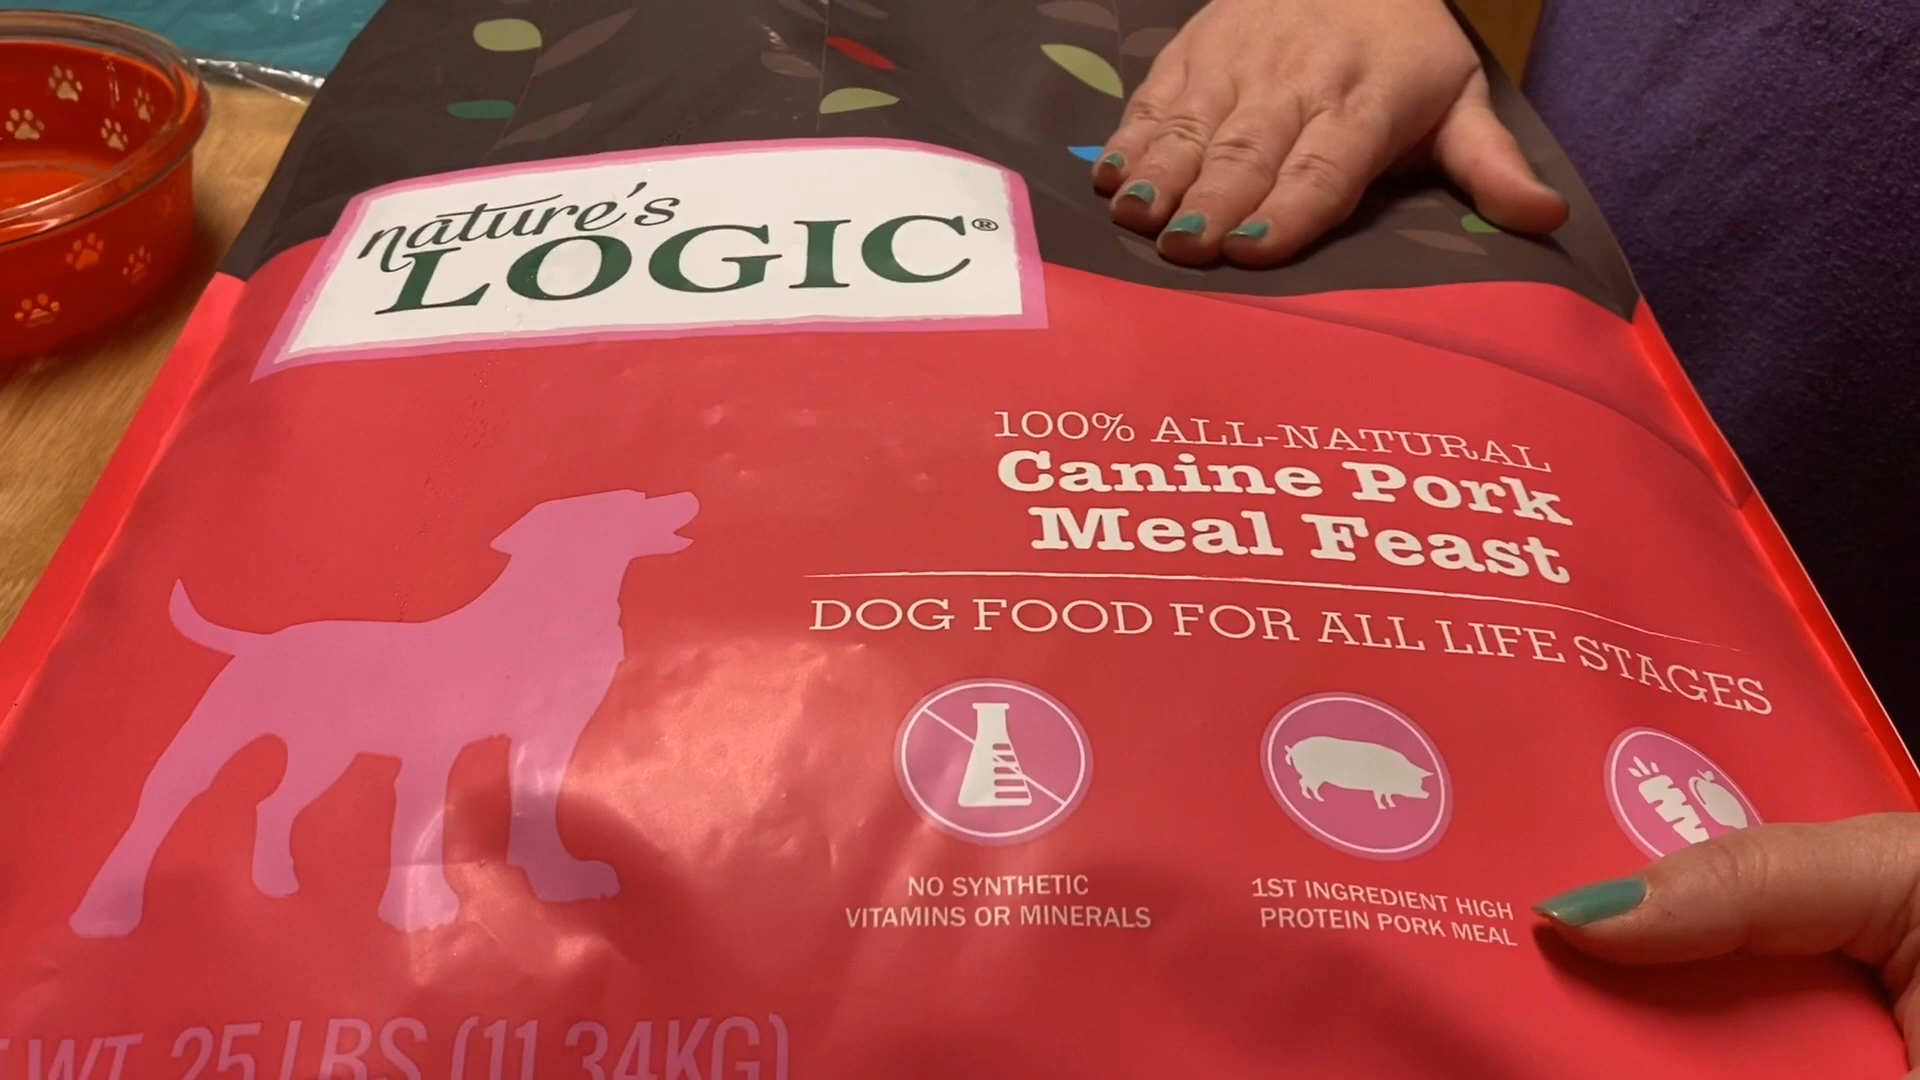 nature's
LOGIC®
100% ALL-NATURAL
Canine Pork
Meal Feast
DOG FOOD FOR ALL LIFE STAGES
NO SYNTHETIC
VITAMINS OR MINERALS
1ST INGREDIENT HIGH
PROTEIN PORK MEAL
WT. 25 LBS (11.34KG)